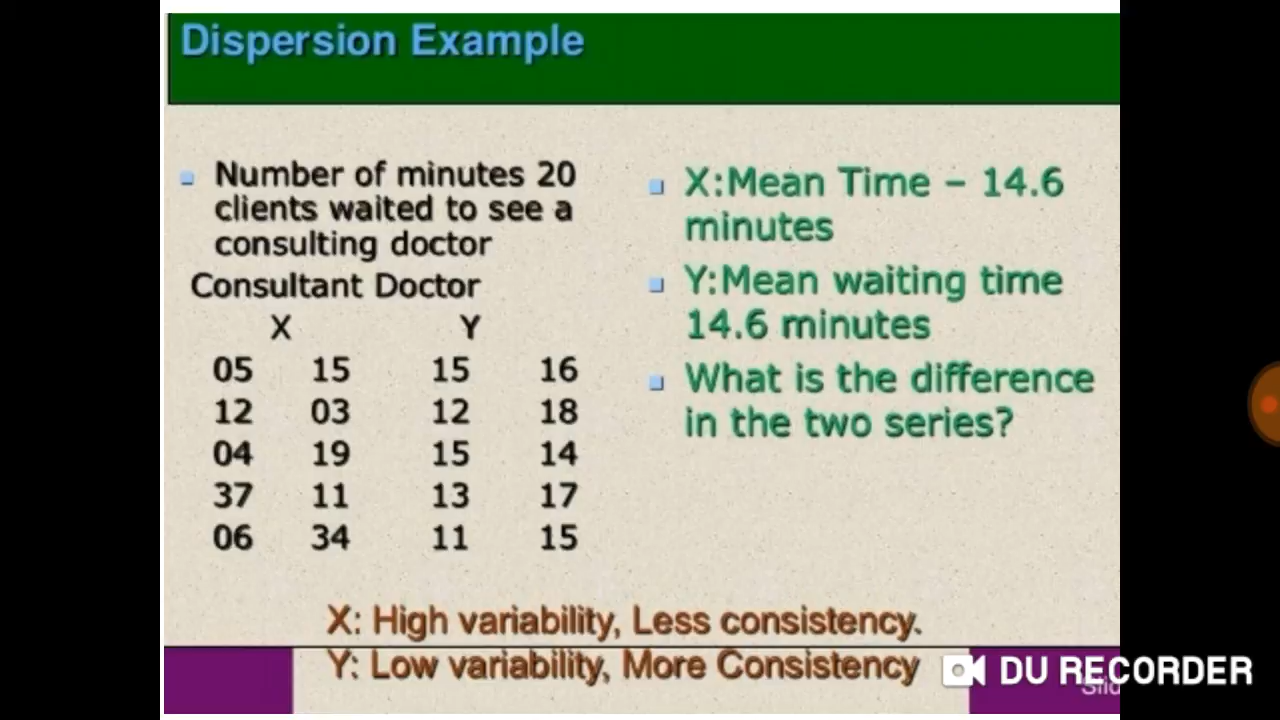 Dispersion Example
Number of minutes 20
clients waited to see a
consulting doctor
Consultant Doctor
X Y
05 15 15 16
12 03 12 18
04 19 15 14
37 11 13 17
06 34 11 15
X:Mean Time – 14.6
minutes
Y:Mean waiting time
14.6 minutes
What is the difference
in the two series?
X: High variability, Less consistency.
Y: Low variability, More Consistency
DU RECORDER